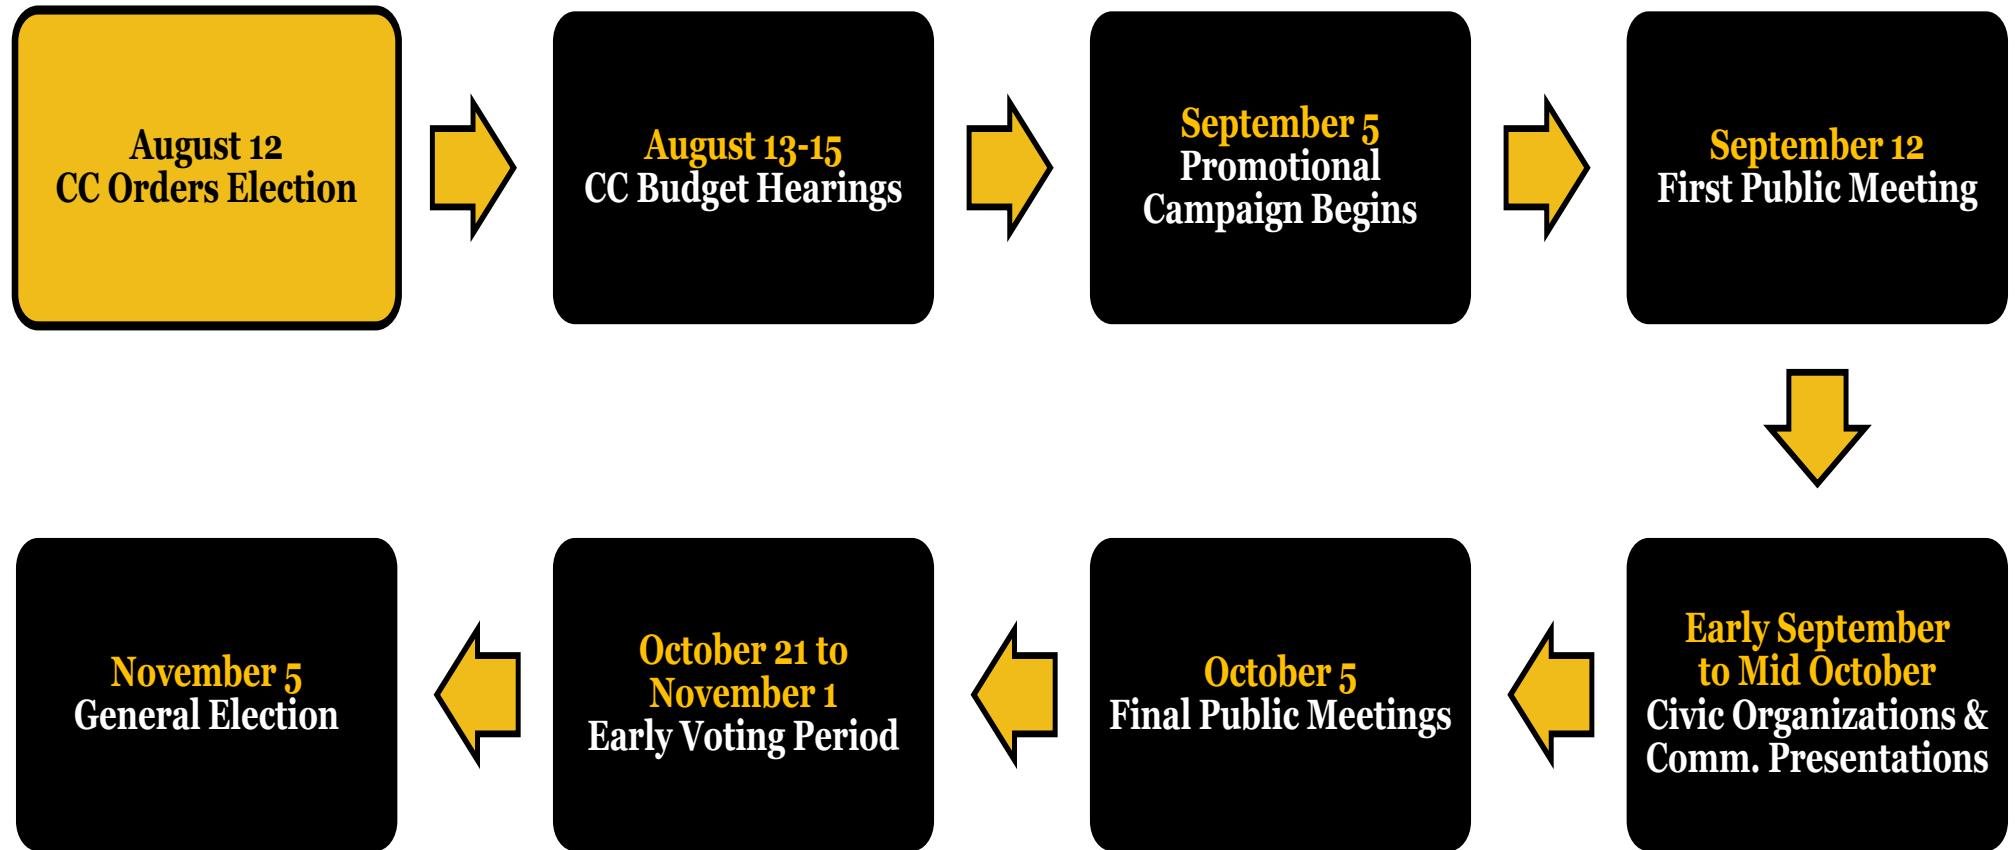 August 12
CC Orders Election
August 13-15
CC Budget Hearings
September 5
Promotional
Campaign Begins
September 12
First Public Meeting
Early September
to Mid October
Civic Organizations &
Comm. Presentations
October 5
Final Public Meetings
October 21 to
November 1
Early Voting Period
November 5
General Election